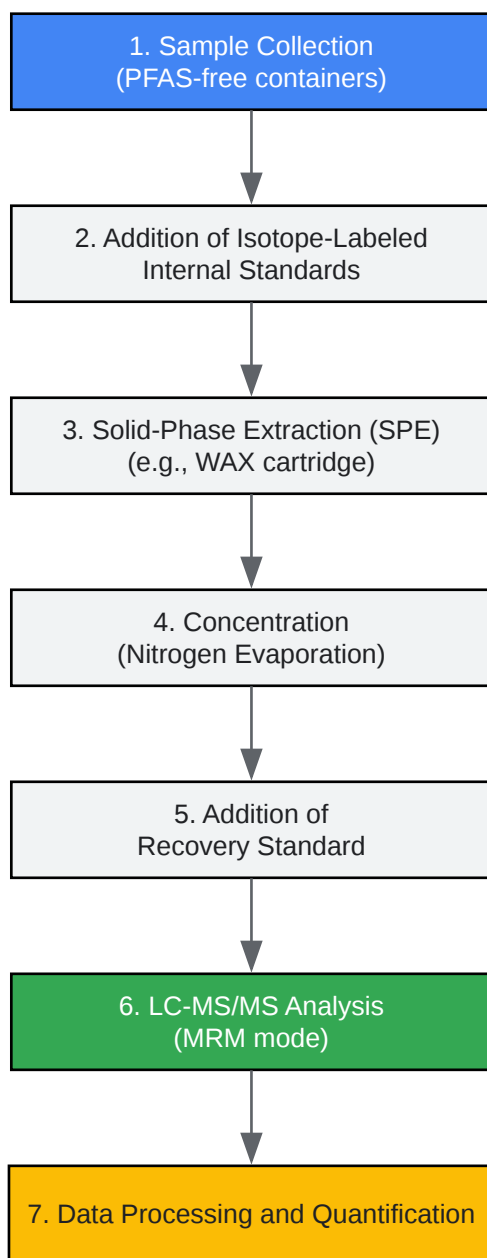 1. Sample Collection
(PFAS-free containers)
2. Addition of Isotope-Labeled
Internal Standards
3. Solid-Phase Extraction (SPE)
(e.g., WAX cartridge)
4. Concentration
(Nitrogen Evaporation)
5. Addition of
Recovery Standard
6. LC-MS/MS Analysis
(MRM mode)
7. Data Processing and Quantification